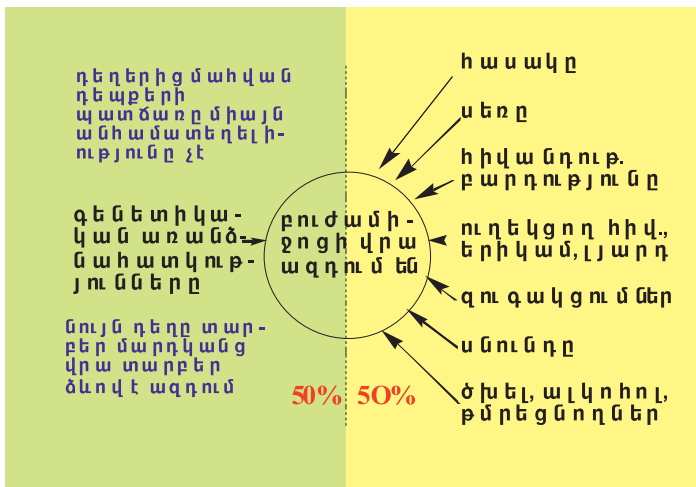 դեղերից մահվան
դեպքերի
պատճառը միայն
անհամատեղելի-
ությունը չէ
գենետիկա-
կան առանձ-
նահատկութ-
յունները
նույն դեղը տար-
բեր մարդկանց
վրա տարբեր
ձևով է ազդում
բուժամի-
ջոցի վրա
ազդում են
50% 50%
հասակը
սեռը
հիվանդութ.
բարդությունը
ուղեկցող հիվ.,
երիկամ, լյարդ
զուգակցումներ
սնունդը
ծխել, ալկոհոլ,
թմրեցնողներ